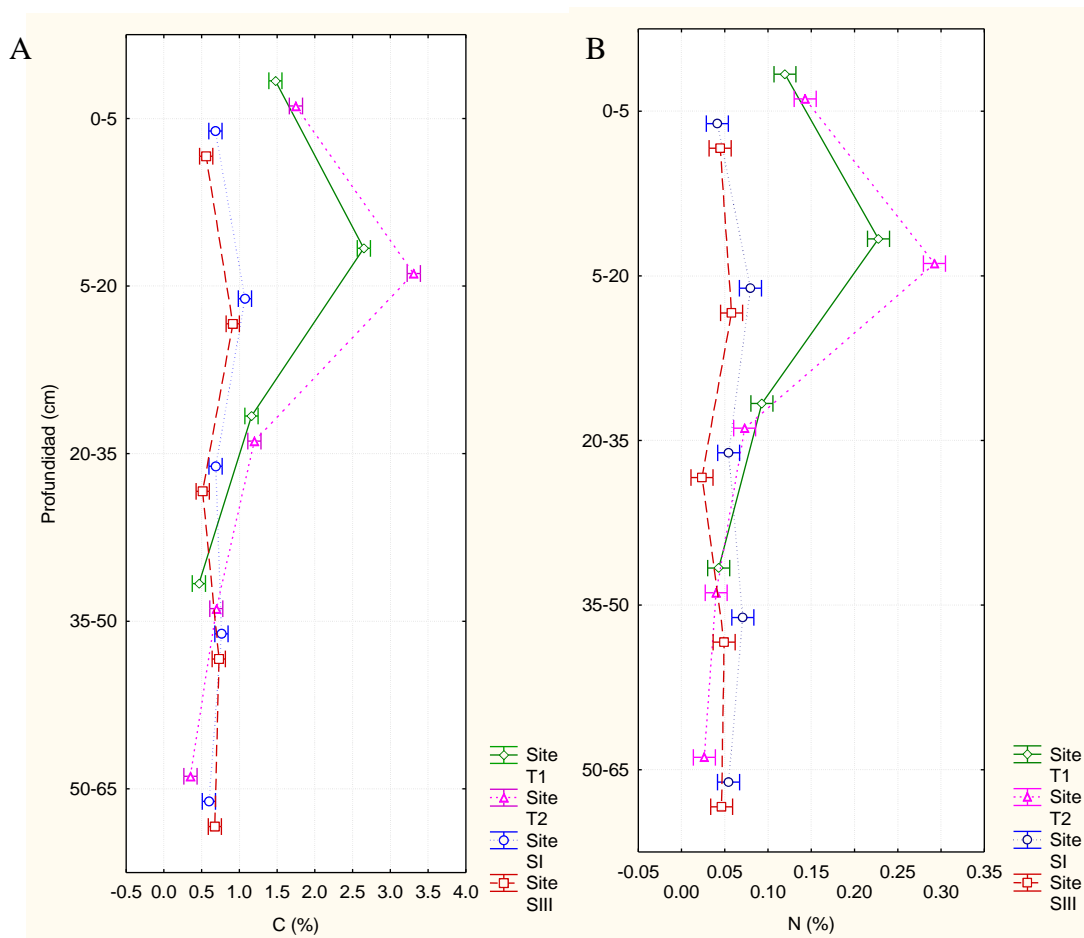 A
0-5
5-20
20-35
35-50
50-65
Profundidad (cm)
-0.5 0.0 0.5 1.0 1.5 2.0 2.5 3.0 3.5 4.0
C (%)
Site
T1
Site
T2
Site
SI
Site
SIII
B
0-5
5-20
20-35
35-50
50-65
-0.05 0.05 0.15 0.25 0.35
0.00 0.10 0.20 0.30
N (%)
Site
T1
Site
T2
Site
SI
Site
SIII